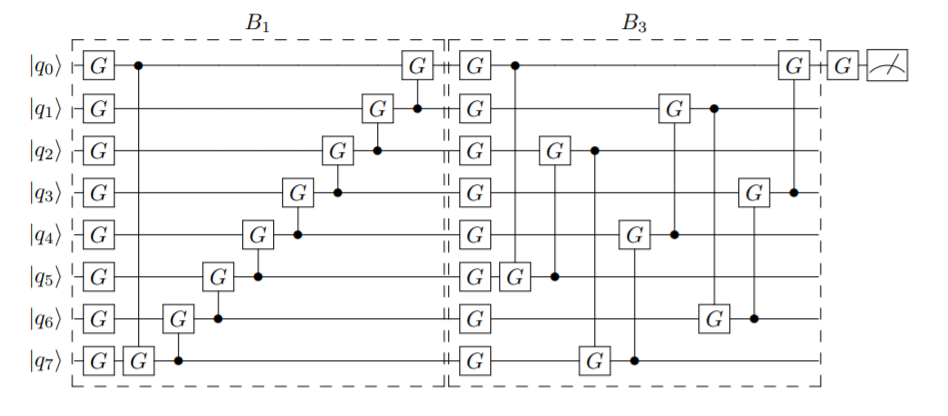 B₁ B₃
|q₀⟩ G G G G G
|q₁⟩ G G G G
|q₂⟩ G G G G
|q₃⟩ G G G G
|q₄⟩ G G G G
|q₅⟩ G G G G
|q₆⟩ G G G G
|q₇⟩ G G G G